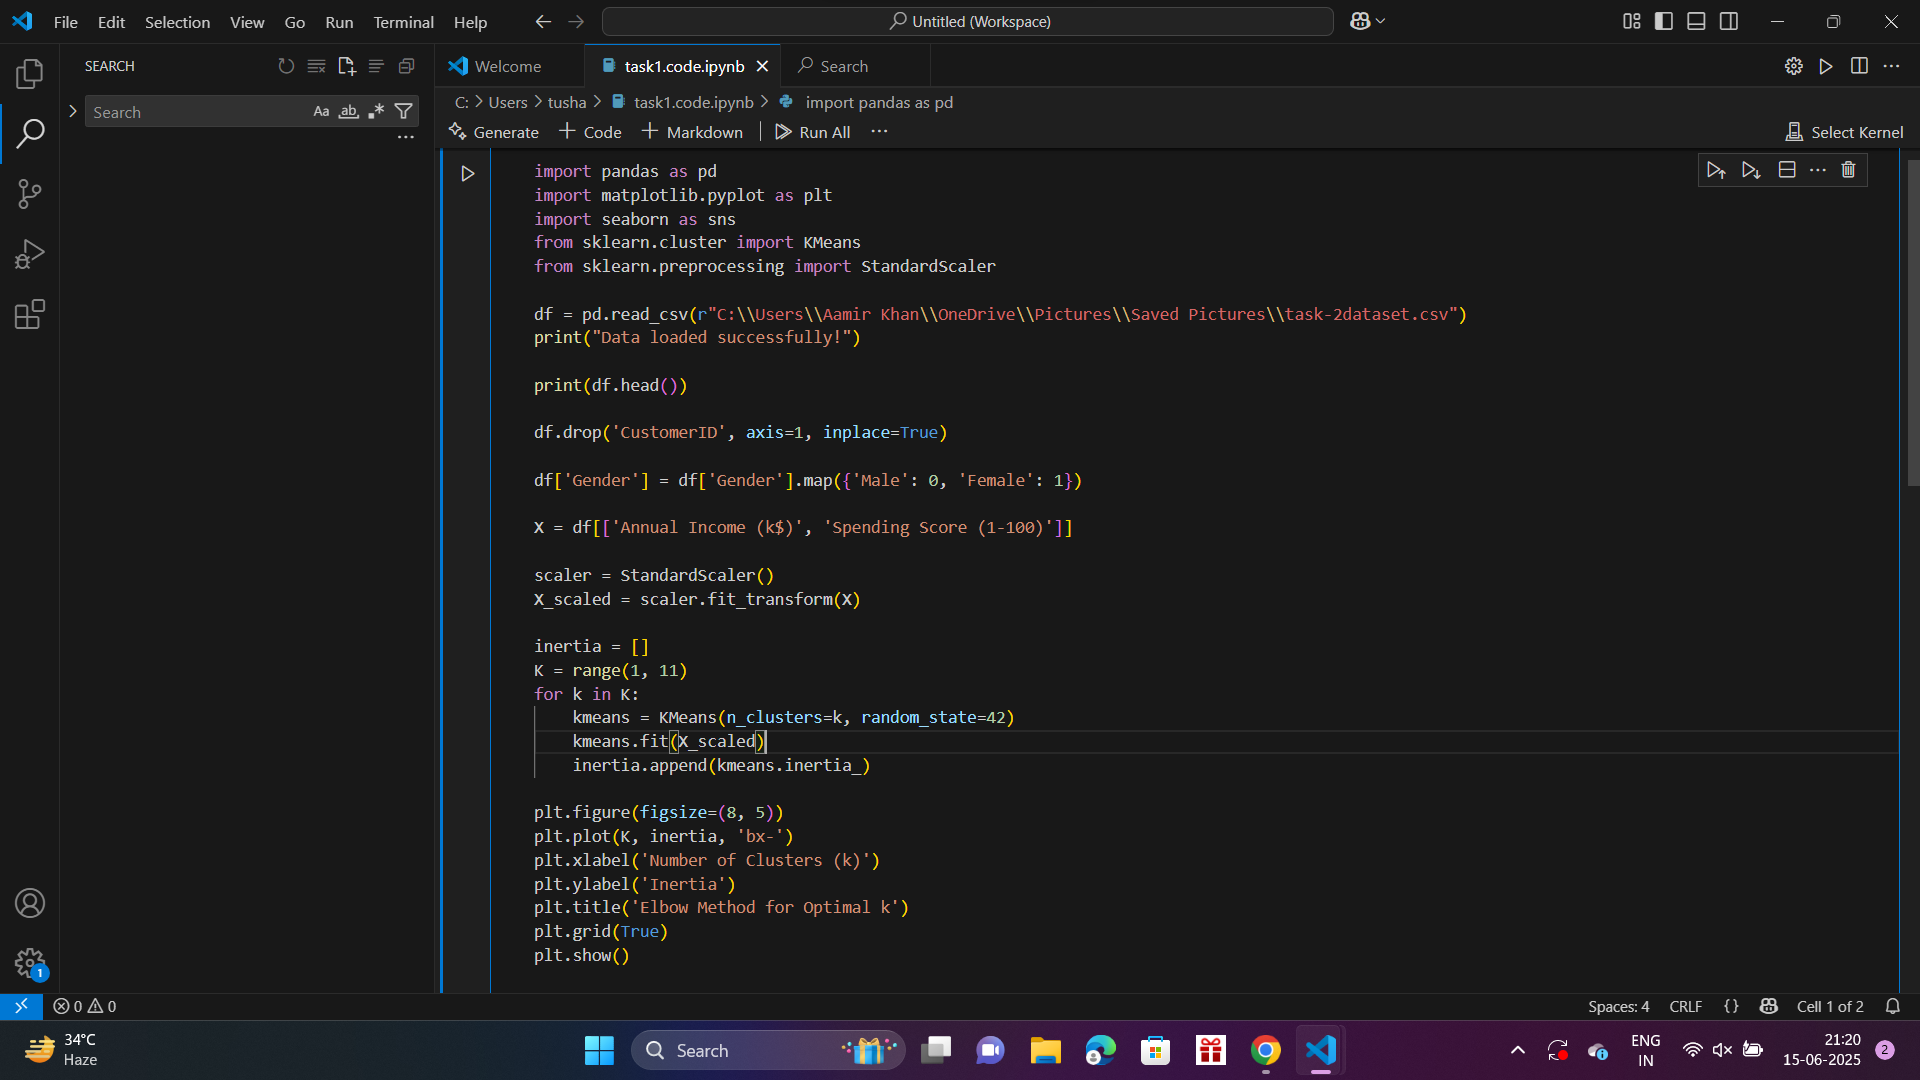 File Edit Selection View Go Run Terminal Help
Untitled (Workspace)
SEARCH
Search
Aa ab
Welcome
task1.code.ipynb
Search
C: > Users > tusha > task1.code.ipynb > import pandas as pd
Generate + Code + Markdown Run All ...
Select Kernel
import pandas as pd
import matplotlib.pyplot as plt
import seaborn as sns
from sklearn.cluster import KMeans
from sklearn.preprocessing import StandardScaler
df = pd.read_csv(r"C:\\Users\\Aamir Khan\\OneDrive\\Pictures\\Saved Pictures\\task-2dataset.csv")
print("Data loaded successfully!")
print(df.head())
df.drop('CustomerID', axis=1, inplace=True)
df['Gender'] = df['Gender'].map({'Male': 0, 'Female': 1})
X = df[['Annual Income (k$)', 'Spending Score (1-100)']]
scaler = StandardScaler()
X_scaled = scaler.fit_transform(X)
inertia = []
K = range(1, 11)
for k in K:
    kmeans = KMeans(n_clusters=k, random_state=42)
    kmeans.fit(X_scaled)
    inertia.append(kmeans.inertia_)
plt.figure(figsize=(8, 5))
plt.plot(K, inertia, 'bx-')
plt.xlabel('Number of Clusters (k)')
plt.ylabel('Inertia')
plt.title('Elbow Method for Optimal k')
plt.grid(True)
plt.show()
1
0 0
Spaces: 4 CRLF {} Cell 1 of 2
34°C
Haze
Search
ENG
IN
21:20
15-06-2025
2